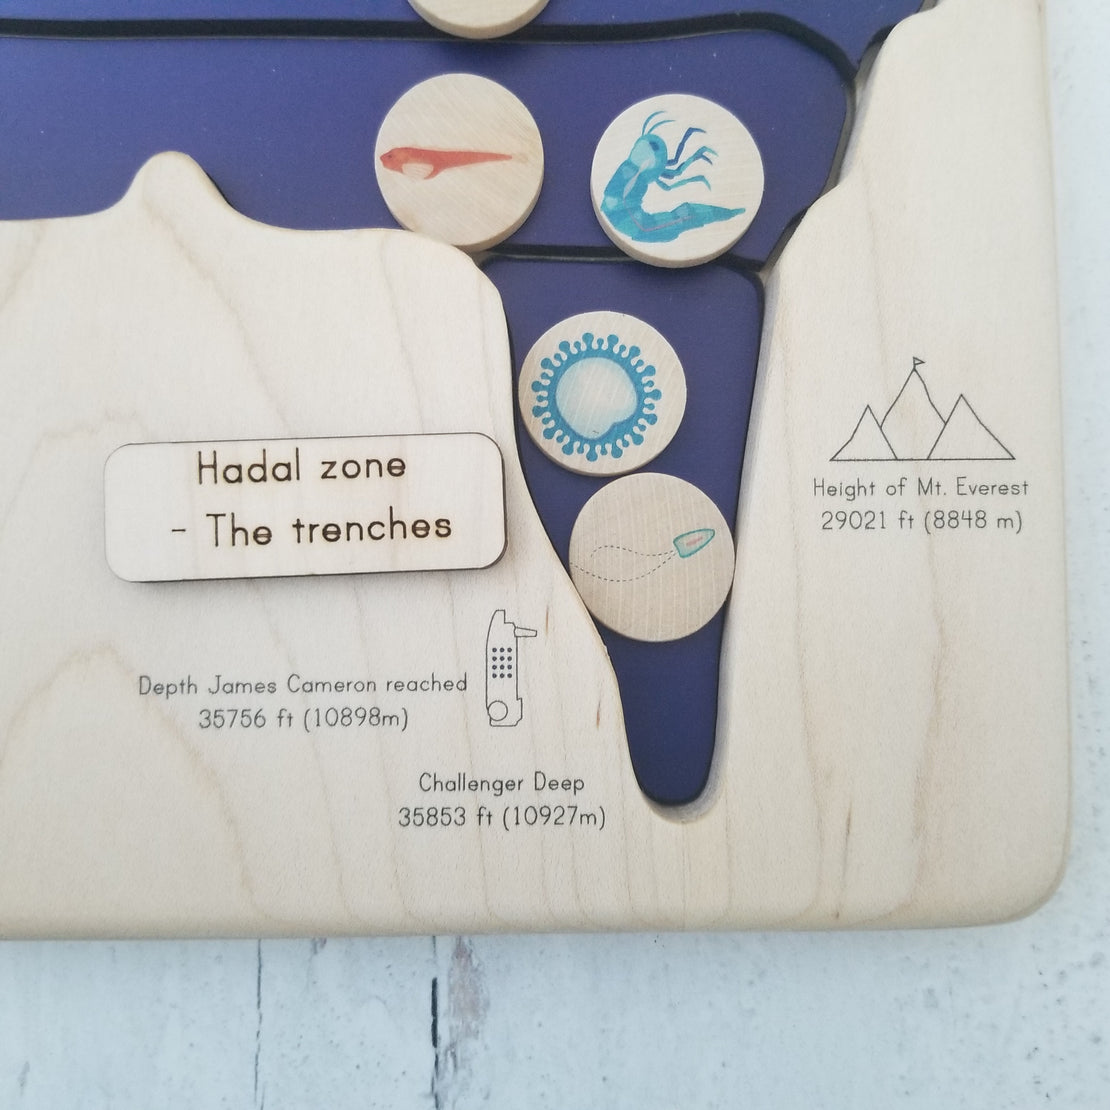 Hadal zone
- The trenches
Height of Mt. Everest
29021 ft (8848 m)
Depth James Cameron reached
35756 ft (10898m)
Challenger Deep
35853 ft (10927m)